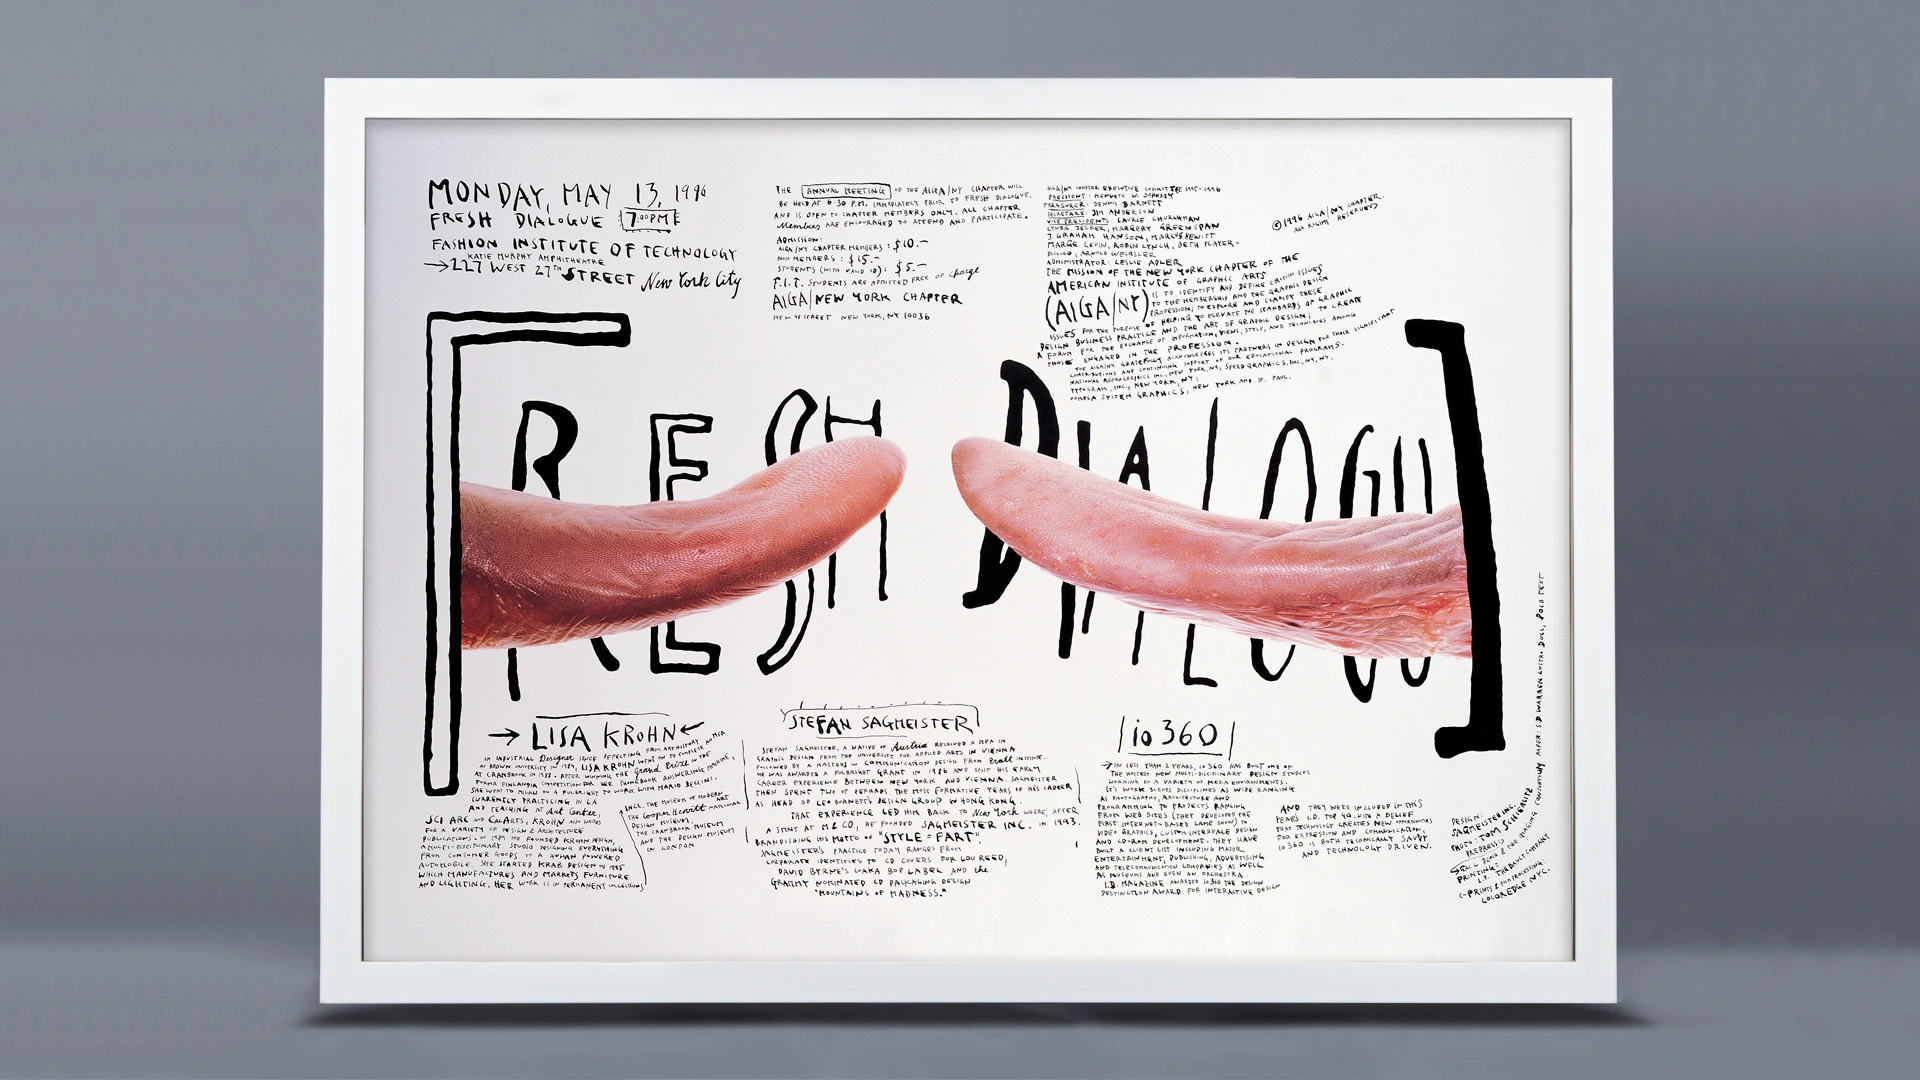 MONDAY, MAY 13, 1996
FRESH DIALOGUE 7:00PM
FASHION INSTITUTE OF TECHNOLOGY
KATIE MURPHY AMPHITHEATRE
→227 WEST 27TH STREET New York City
THE ANNUAL MEETING OF THE AIGA/NY CHAPTER WILL
BE HELD AT 6:30 P.M. IMMEDIATELY PRIOR TO FRESH DIALOGUE,
AND IS OPEN TO CHAPTER MEMBERS ONLY. ALL CHAPTER
Members ARE ENCOURAGED TO ATTEND AND PARTICIPATE.
ADMISSION:
AIGA/NY CHAPTER MEMBERS: $10.-
NON MEMBERS: $15.-
STUDENTS (WITH VALID ID): $5.-
F.I.T. STUDENTS ARE ADMITTED FREE OF charge
AIGA/NEW YORK CHAPTER
STREET NEW YORK, NY 10036
AIGA/NY CHAPTER EXECUTIVE COMMITTEE 1995-1996
PRESIDENT:
TREASURER: DENNIS BARNETT
SECRETARY: JIM ANDERSON
VICE PRESIDENTS: LAURIE CHURCHMAN
LYNDA DECKER, MARGERY GREENSPAN
J. GRAHAM HANSON, MARCUS HEWITT
MARGE LEVIN, ROBIN LYNCH, BETH PLAYER-
DICCIO, ARNOLD WECHSLER
ADMINISTRATOR: LESLIE ADLER
THE MISSION OF THE NEW YORK CHAPTER OF THE
AMERICAN INSTITUTE OF GRAPHIC ARTS
(AIGA/NY) IS TO IDENTIFY AND DEFINE CRITICAL ISSUES
TO THE MEMBERSHIP AND THE GRAPHIC DESIGN
PROFESSION; TO EXPLORE AND CLARIFY THESE
ISSUES FOR THE PURPOSE OF HELPING TO ELEVATE THE STANDARDS OF GRAPHIC
DESIGN BUSINESS PRACTICE AND THE ART OF GRAPHIC DESIGN; TO CREATE
A FORUM FOR THE EXCHANGE OF INFORMATION, VIEWS, STYLE, AND TECHNIQUES AMONG
THOSE ENGAGED IN THE PROFESSION.
THE AIGA/NY GRATEFULLY ACKNOWLEDGES ITS PARTNERS IN DESIGN FOR THEIR SIGNIFICANT
CONTRIBUTIONS AND CONTINUING SUPPORT OF OUR EDUCATIONAL PROGRAMS:
NATIONAL REPROGRAPHICS INC., NEW YORK, NY; SPEED GRAPHICS, INC, NY, NY;
TYPOGRAM, INC., NEW YORK, NY;
SYSTEM GRAPHICS; NEW YORK AND ST. PAUL.
©1996 AIGA/NY CHAPTER.
ALL RIGHTS RESERVED
FRESH DIALOGUE
→ LISA KROHN ←
AN INDUSTRIAL Designer SINCE DEFECTING FROM ART HISTORY
AT BROWN UNIVERSITY IN 1984, LISA KROHN WENT ON TO COMPLETE AN MFA
AT CRANBROOK IN 1988. AFTER WINNING THE Grand Prize IN THE
FORMA FINLANDIA COMPETITION FOR HER PHONEBOOK ANSWERING MACHINE,
SHE WENT TO MILAN ON A FULBRIGHT TO WORK WITH MARIO BELLINI.
CURRENTLY PRACTICING IN LA
AND TEACHING AT Art Center,
SCI ARC AND CALARTS, KROHN ALSO WRITES
FOR A VARIETY OF DESIGN & ARCHITECTURE
PUBLICATIONS. IN 1989 SHE FOUNDED KROHN DESIGN,
A MULTI-DISCIPLINARY STUDIO DESIGNING EVERYTHING
FROM CONSUMER GOODS TO A HUMAN POWERED
AUTOMOBILE. SHE STARTED KRAB DESIGN IN 1995
WHICH MANUFACTURES AND MARKETS FURNITURE
AND LIGHTING. HER WORK IS IN PERMANENT COLLECTIONS
INCL. THE MUSEUM OF MODERN ART
THE Cooper Hewitt NATIONAL
DESIGN MUSEUM,
THE CRANBROOK MUSEUM
AND THE DESIGN MUSEUM
IN LONDON
STEFAN SAGMEISTER
STEFAN SAGMEISTER, A NATIVE OF Austria RECEIVED A MFA IN
GRAPHIC DESIGN FROM THE UNIVERSITY FOR APPLIED ARTS IN VIENNA
FOLLOWED BY A MASTERS IN COMMUNICATION DESIGN FROM Pratt INSTITUTE.
HE WAS AWARDED A FULBRIGHT GRANT IN 1986 AND SPLIT HIS EARLY
CAREER EXPERIENCE BETWEEN NEW YORK AND VIENNA. SAGMEISTER
THEN SPENT TWO OF PERHAPS THE MOST FORMATIVE YEARS OF HIS CAREER
AS HEAD OF LEO BURNETT'S DESIGN GROUP IN HONG KONG.
THAT EXPERIENCE LED HIM BACK TO New York WHERE, AFTER
A STINT AT M&CO., HE FOUNDED SAGMEISTER INC. IN 1993.
BRANDISHING HIS MOTTO OF "STYLE = FART",
SAGMEISTER'S PRACTICE TODAY RANGES FROM
CORPORATE IDENTITIES TO CD COVERS FOR LOU REED,
DAVID BYRNE'S LUAKA BOP LABEL AND THE
GRAMMY NOMINATED CD PACKAGING DESIGN
"MOUNTAINS OF MADNESS."
io 360
→IN LESS THAN 2 YEARS, IO 360 HAS BUILT ONE OF
THE HOTTEST NEW MULTI-DISCIPLINARY DESIGN STUDIOS
WORKING IN A VARIETY OF MEDIA ENVIRONMENTS.
IT'S WORK BLENDS DISCIPLINES AS WIDE RANGING
AS PHOTOGRAPHY, ARCHITECTURE AND
PROGRAMMING TO PROJECTS RANGING
FROM WEB SITES (THEY DEVELOPED THE
FIRST INTERNET-BASED GAME SHOW) TO
VIDEO GRAPHICS, CUSTOM INTERFACE DESIGN
AND CD-ROM DEVELOPMENT. THEY HAVE
BUILT A CLIENT LIST INCLUDING MAJOR
ENTERTAINMENT, PUBLISHING, ADVERTISING
AND TELECOMMUNICATION COMPANIES AS WELL
AS MUSEUMS AND EVEN AN ORCHESTRA.
I.D. MAGAZINE AWARDED IO360 THE DESIGN
DISTINCTION AWARD FOR INTERACTIVE DESIGN
AND THEY WERE INCLUDED IN THIS
YEAR'S I.D. TOP 40. WITH A BELIEF
THAT TECHNOLOGY CREATES NEW OPPORTUNITIES
FOR EXPRESSION AND COMMUNICATION,
IO 360 IS BOTH TECHNICALLY SAVVY
AND TECHNOLOGY DRIVEN.
DESIGN:
SAGMEISTER INC.
PHOTO: TOM SCHIERLITZ
PREPRESS:
PRINTING:
L.P. THEBAULT COMPANY
C-PRINTS & FILM PROCESSING:
COLOREDGE NYC.
PAPER: S.D. WARREN LUSTRO DULL, 80LB TEXT